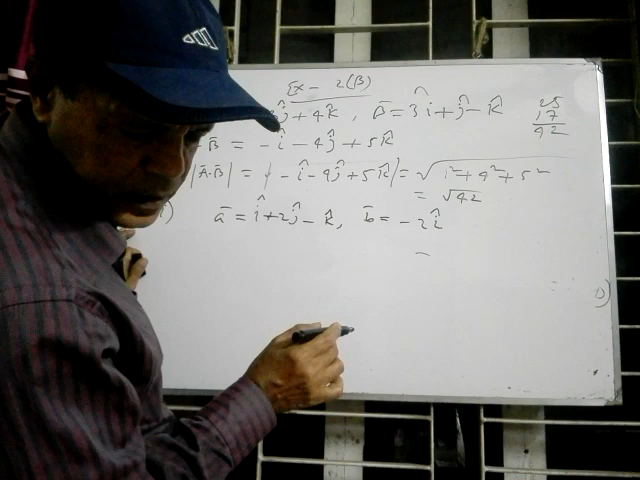 Ex - 2(B)
ĵ + 4k̂ , B̄ = 3î + ĵ - k̂
25
17
42
- B̄ = - î - 4ĵ + 5k̂
|Ā-B̄| = |- î - 4ĵ + 5k̂| = √1² + 4² + 5²
= √42
i) ā = î + 2ĵ - k̂, b̄ = - 2î